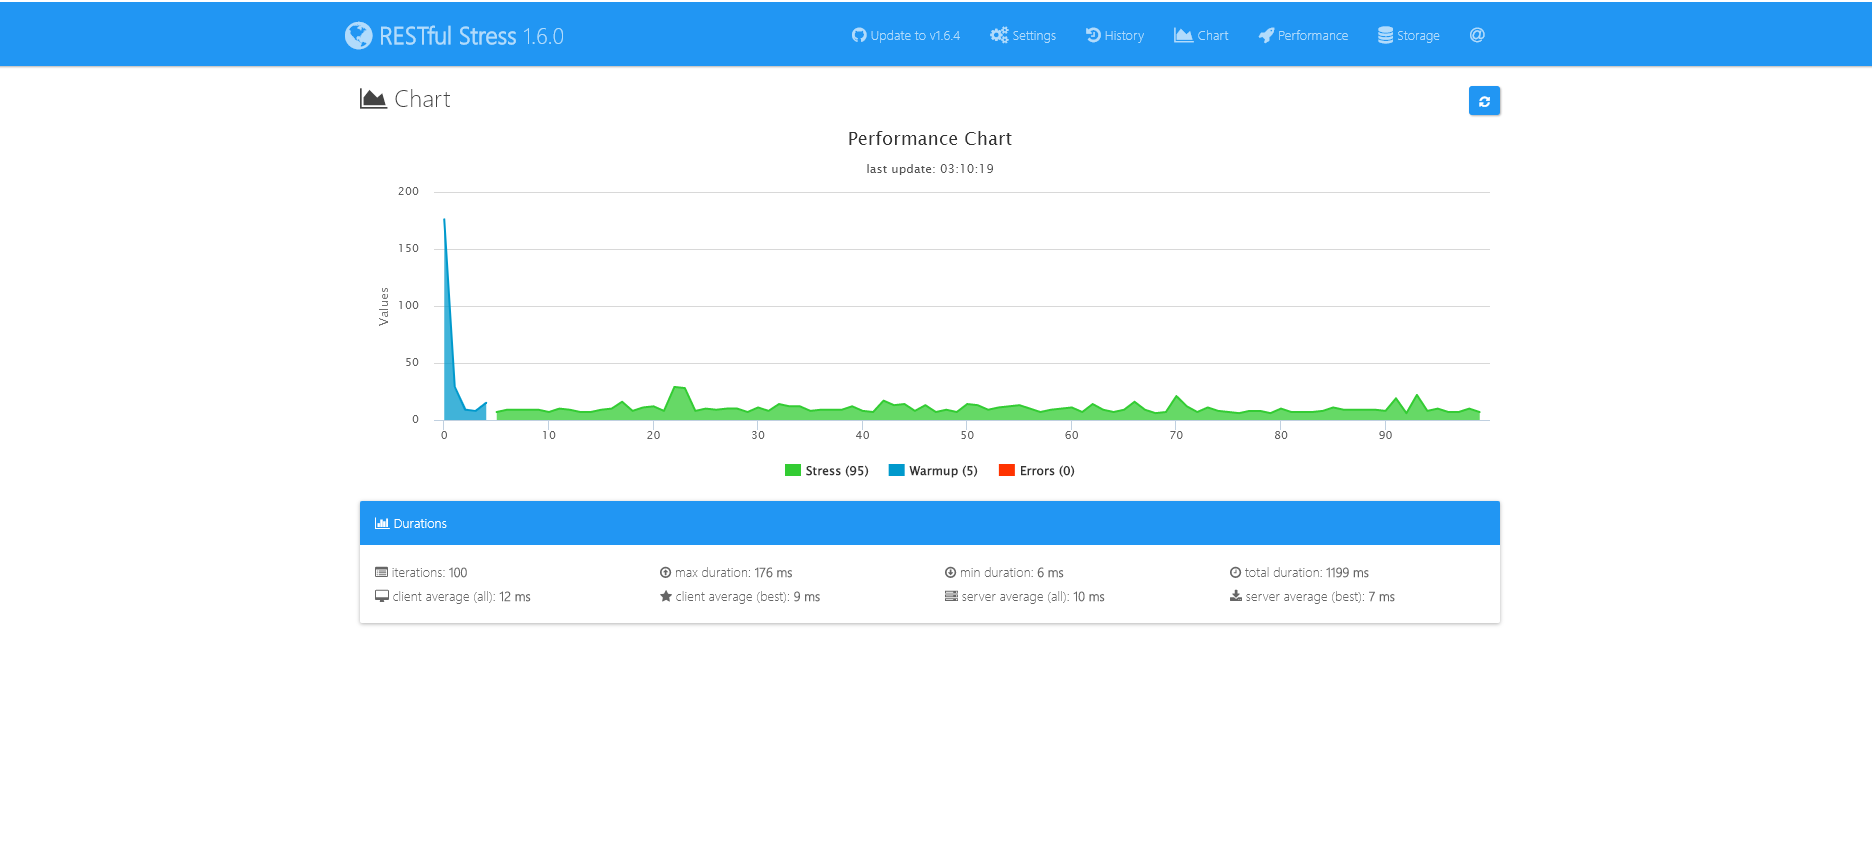 RESTful Stress 1.6.0 Update to v1.6.4 Settings History Chart Performance Storage @
Chart
Performance Chart
last update: 03:10:19
200
150
100
50
0
Values
0 10 20 30 40 50 60 70 80 90
Stress (95) Warmup (5) Errors (0)
Durations
iterations: 100 max duration: 176 ms min duration: 6 ms total duration: 1199 ms
client average (all): 12 ms client average (best): 9 ms server average (all): 10 ms server average (best): 7 ms